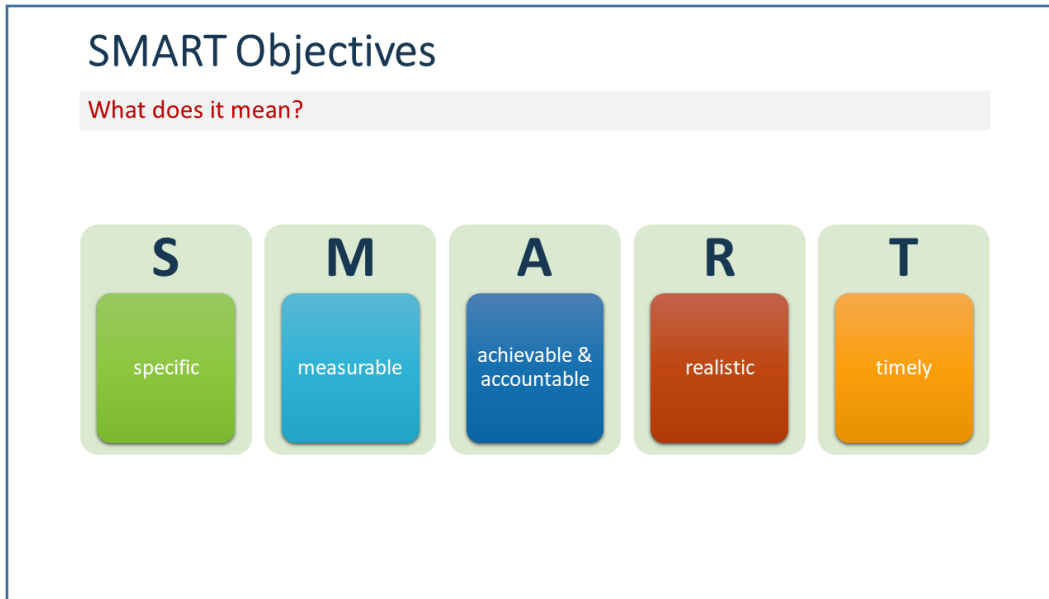 SMART Objectives
What does it mean?
S
M
A
R
T
specific
measurable
achievable &
accountable
realistic
timely